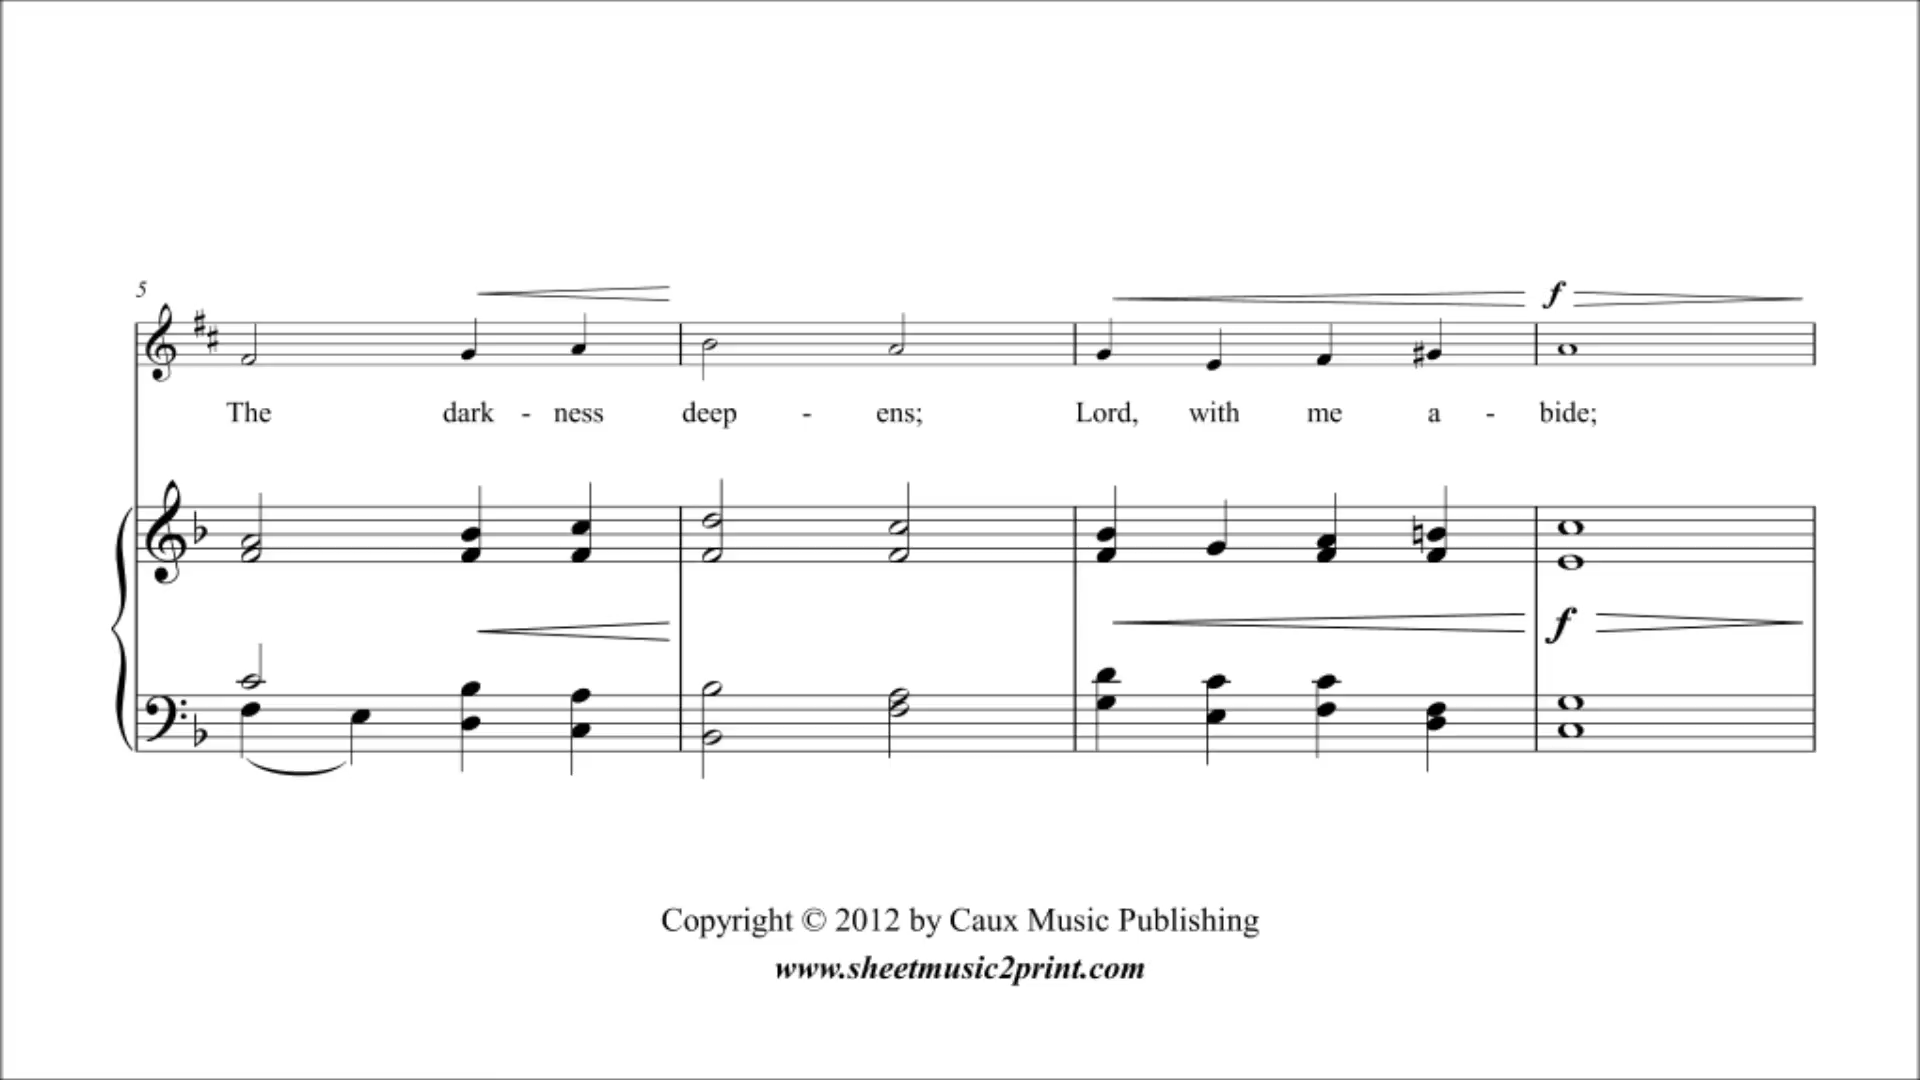 5
f
The dark - ness deep - ens; Lord, with me a - bide;
f
Copyright © 2012 by Caux Music Publishing
www.sheetmusic2print.com